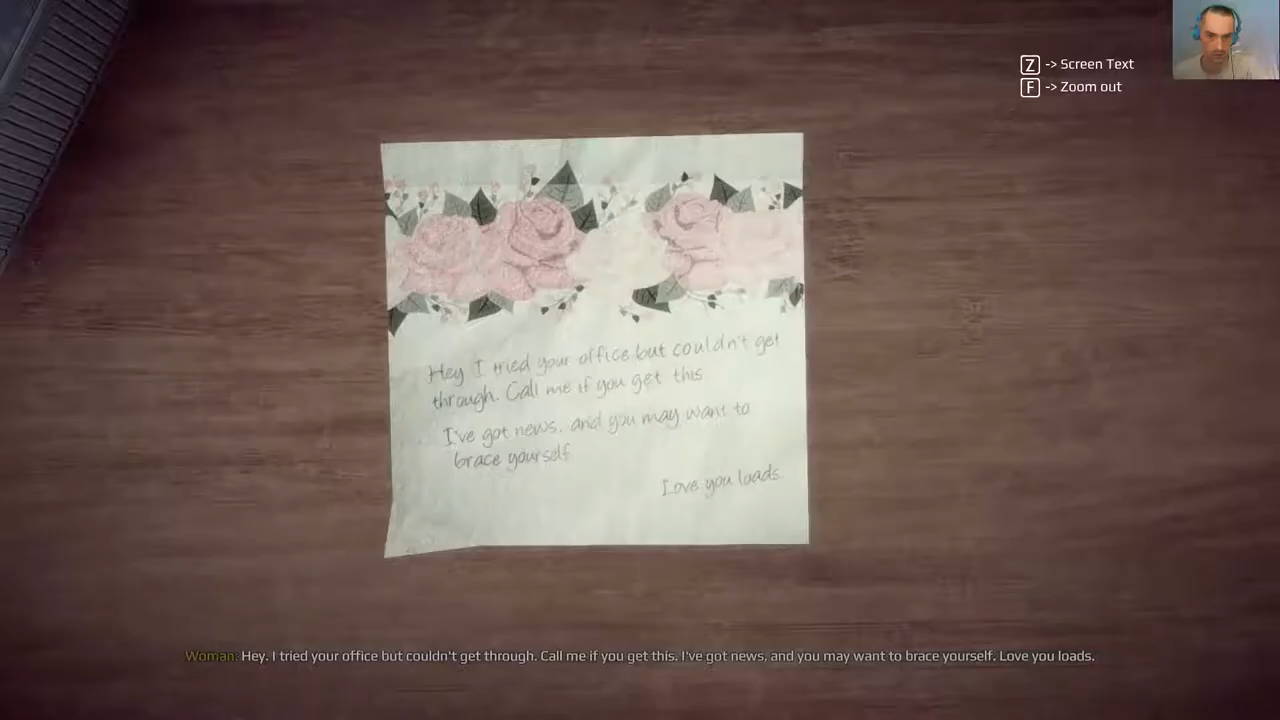 Z -> Screen Text
F -> Zoom out
Hey I tried your office but couldn't get
through. Call me if you get this
I've got news, and you may want to
brace yourself
Love you loads.
Woman: Hey. I tried your office but couldn't get through. Call me if you get this. I've got news, and you may want to brace yourself. Love you loads.